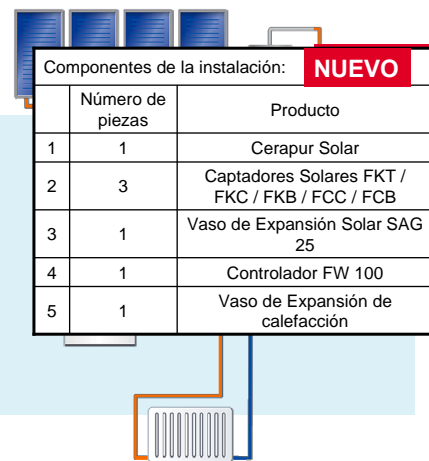 Componentes de la instalación: NUEVO
Número de
piezas
Producto
1 1 Cerapur Solar
2 3 Captadores Solares FKT /
FKC / FKB / FCC / FCB
3 1 Vaso de Expansión Solar SAG
25
4 1 Controlador FW 100
5 1 Vaso de Expansión de
calefacción